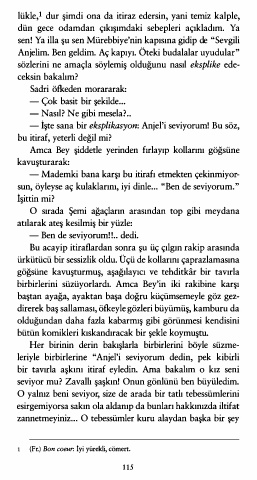 lükle,¹ dur şimdi ona da itiraz edersin, yani temiz kalple,
dün gece odamdan çıkışımdaki sebepleri açıkladım. Ya
sen! Ya illa şu sen Mürebbiye'nin kapısına gidip de "Sevgili
Anjelim. Ben geldim. Aç kapıyı. Öteki budalalar uyudular"
sözlerini ne amaçla söylemiş olduğunu nasıl eksplike ede-
ceksin bakalım?
Sadri öfkeden morararak:
— Çok basit bir şekilde...
— Nasıl? Ne gibi mesela?..
— İşte sana bir eksplikasyon: Anjel'i seviyorum! Bu söz,
bu itiraf, yeterli değil mi?
Amca Bey şiddetle yerinden fırlayıp kollarını göğsüne
kavuşturarak:
— Mademki bana karşı bu itirafı etmekten çekinmiyor-
sun, öyleyse aç kulaklarını, iyi dinle... "Ben de seviyorum."
İşittin mi?
O sırada Şemi ağaçların arasından top gibi meydana
atılarak ateş kesilmiş bir yüzle:
— Ben de seviyorum!!.. dedi.
Bu acayip itiraflardan sonra şu üç çılgın rakip arasında
ürkütücü bir sessizlik oldu. Üçü de kollarını çaprazlamasına
göğsüne kavuşturmuş, aşağılayıcı ve tehditkâr bir tavırla
birbirlerini süzüyorlardı. Amca Bey'in iki rakibine karşı
baştan ayağa, ayaktan başa doğru küçümsemeyle göz gez-
direrek baş sallaması, öfkeyle gözleri büyümüş, kamburu da
olduğundan daha fazla kabarmış gibi görünmesi kendisini
bütün komikleri kıskandıracak bir şekle koymuştu.
Her birinin derin bakışlarla birbirlerini böyle süzme-
leriyle birbirlerine "Anjel'i seviyorum dedin, pek kibirli
bir tavırla aşkını itiraf eyledin. Ama bakalım o kız seni
seviyor mu? Zavallı şaşkın! Onun gönlünü ben büyüledim.
O yalnız beni seviyor, size de arada bir tatlı tebessümlerini
esirgemiyorsa sakın ola aldanıp da bunları hakkınızda iltifat
zannetmeyiniz... O tebessümler kuru alaydan başka bir şey
1 (Fr.) Bon coeur: İyi yürekli, cömert.
115